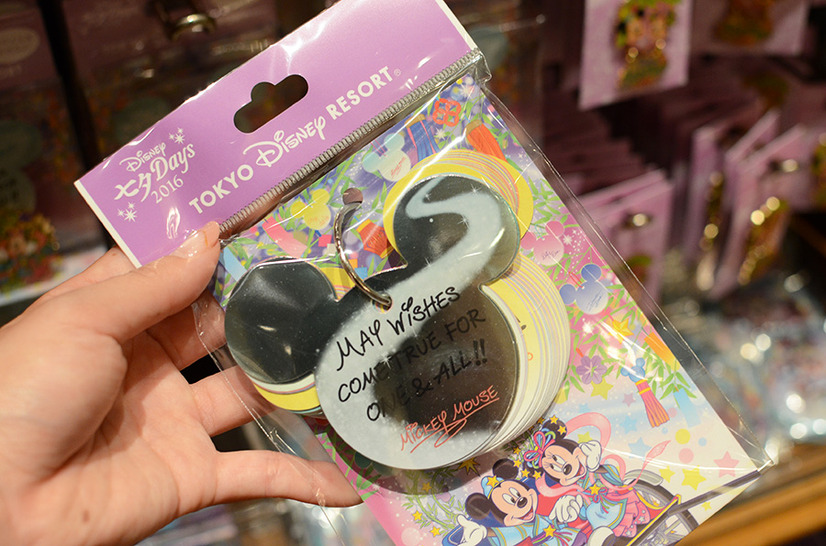 Disney
七夕Days
2016
TOKYO Disney RESORT®
MAY WISHES
COME TRUE FOR
ONE & ALL!!
MICKEY MOUSE